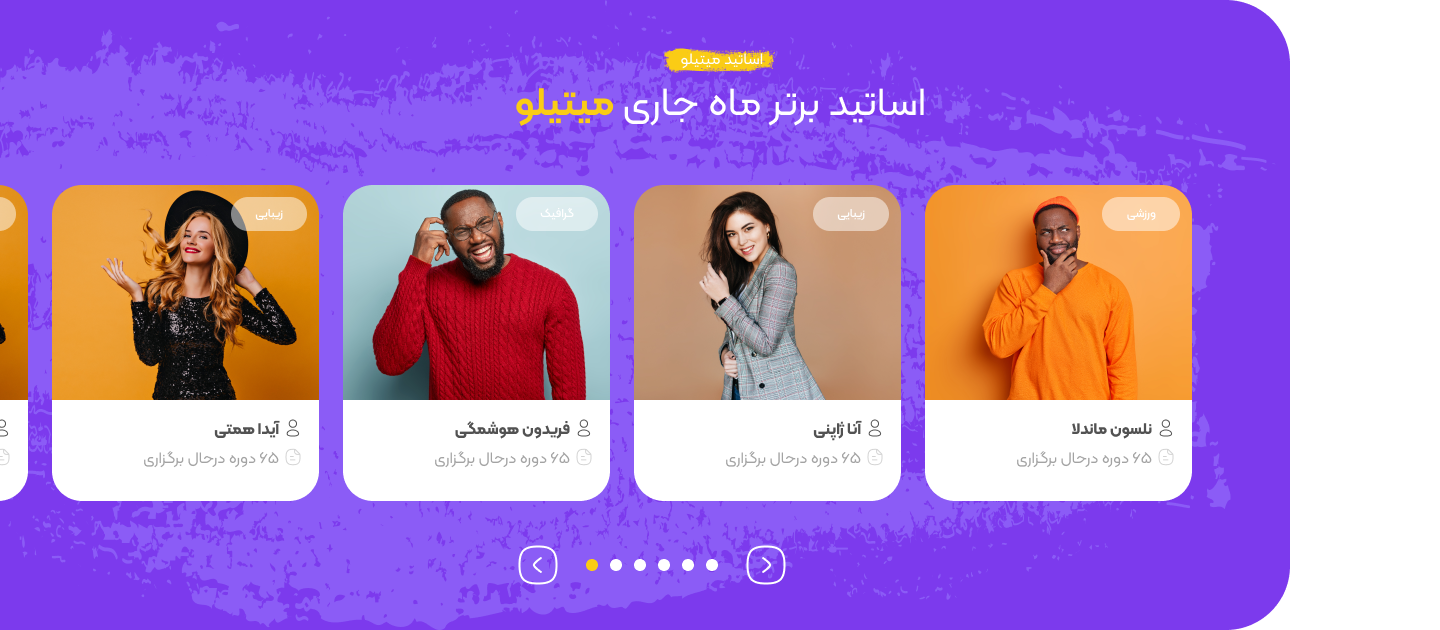 اساتید میتیلو
اساتید برتر ماه جاری میتیلو
ورزشی
نلسون ماندلا
۶۵ دوره درحال برگزاری
زیبایی
آنا ژاپنی
۶۵ دوره درحال برگزاری
گرافیک
فریدون هوشمگی
۶۵ دوره درحال برگزاری
زیبایی
آیدا همتی
۶۵ دوره درحال برگزاری